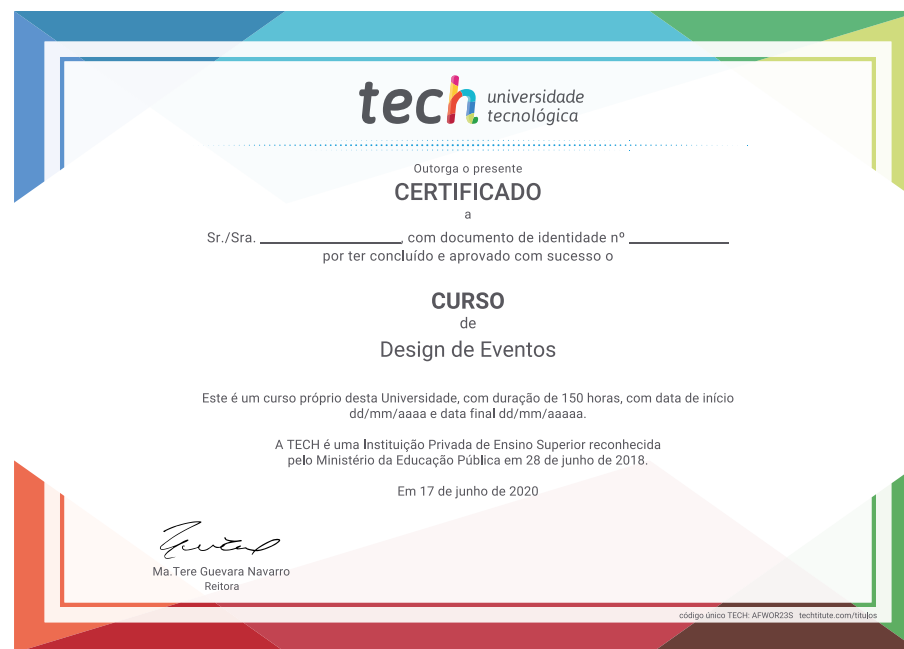 tech universidade
tecnológica
Outorga o presente
CERTIFICADO
a
Sr./Sra. ____________, com documento de identidade nº ____________
por ter concluído e aprovado com sucesso o
CURSO
de
Design de Eventos
Este é um curso próprio desta Universidade, com duração de 150 horas, com data de início
dd/mm/aaaa e data final dd/mm/aaaaa.
A TECH é uma Instituição Privada de Ensino Superior reconhecida
pelo Ministério da Educação Pública em 28 de junho de 2018.
Em 17 de junho de 2020
Ma.Tere Guevara Navarro
Reitora
código único TECH: AFWOR23S techtitute.com/titulos